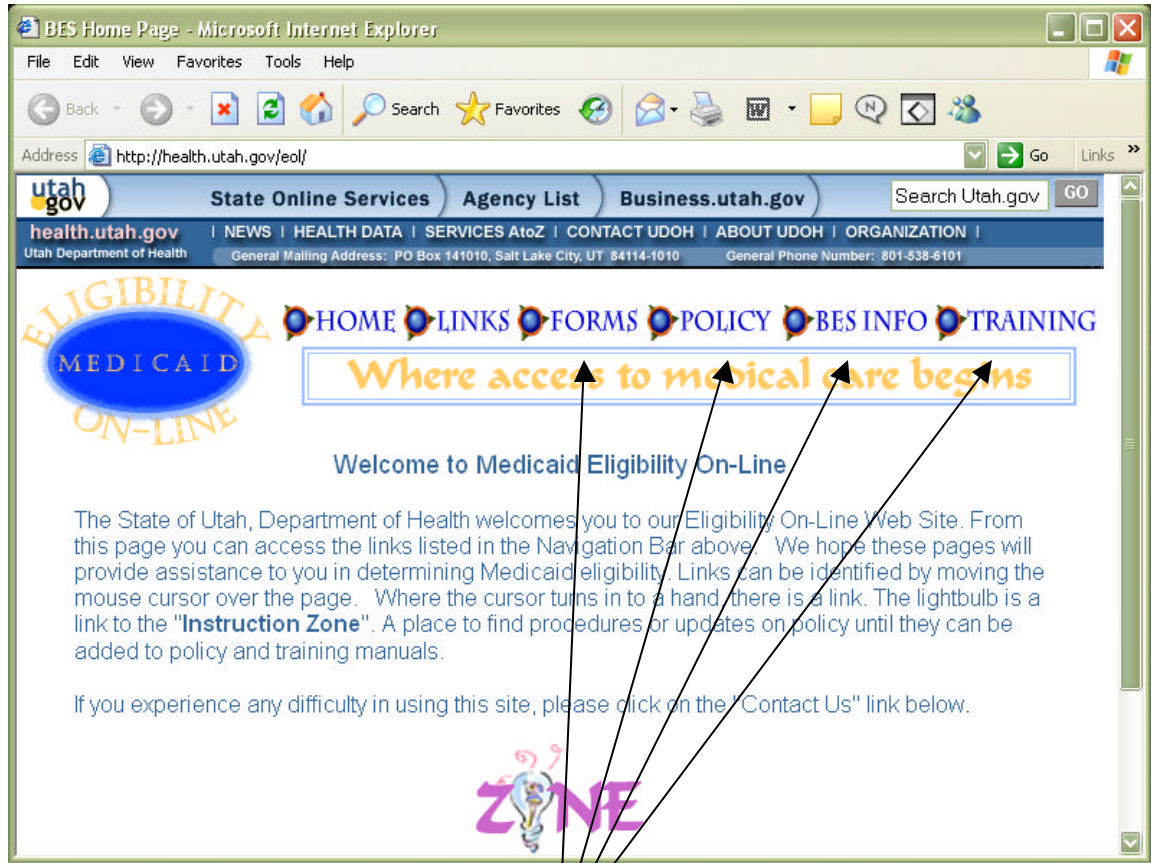 BES Home Page - Microsoft Internet Explorer
File Edit View Favorites Tools Help
Back Search Favorites W N
Address http://health.utah.gov/eol/ Go Links »
utah gov State Online Services Agency List Business.utah.gov Search Utah.gov GO
health.utah.gov | NEWS | HEALTH DATA | SERVICES AtoZ | CONTACT UDOH | ABOUT UDOH | ORGANIZATION |
Utah Department of Health General Mailing Address: PO Box 141010, Salt Lake City, UT 84114-1010 General Phone Number: 801-538-6101
ELIGIBILITY
MEDICAID
ON-LINE
HOME LINKS FORMS POLICY BES INFO TRAINING
Where access to medical care begins
Welcome to Medicaid Eligibility On-Line
The State of Utah, Department of Health welcomes you to our Eligibility On-Line Web Site. From
this page you can access the links listed in the Navigation Bar above. We hope these pages will
provide assistance to you in determining Medicaid eligibility. Links can be identified by moving the
mouse cursor over the page. Where the cursor turns in to a hand, there is a link. The lightbulb is a
link to the "Instruction Zone". A place to find procedures or updates on policy until they can be
added to policy and training manuals.
If you experience any difficulty in using this site, please click on the "Contact Us" link below.
ZONE